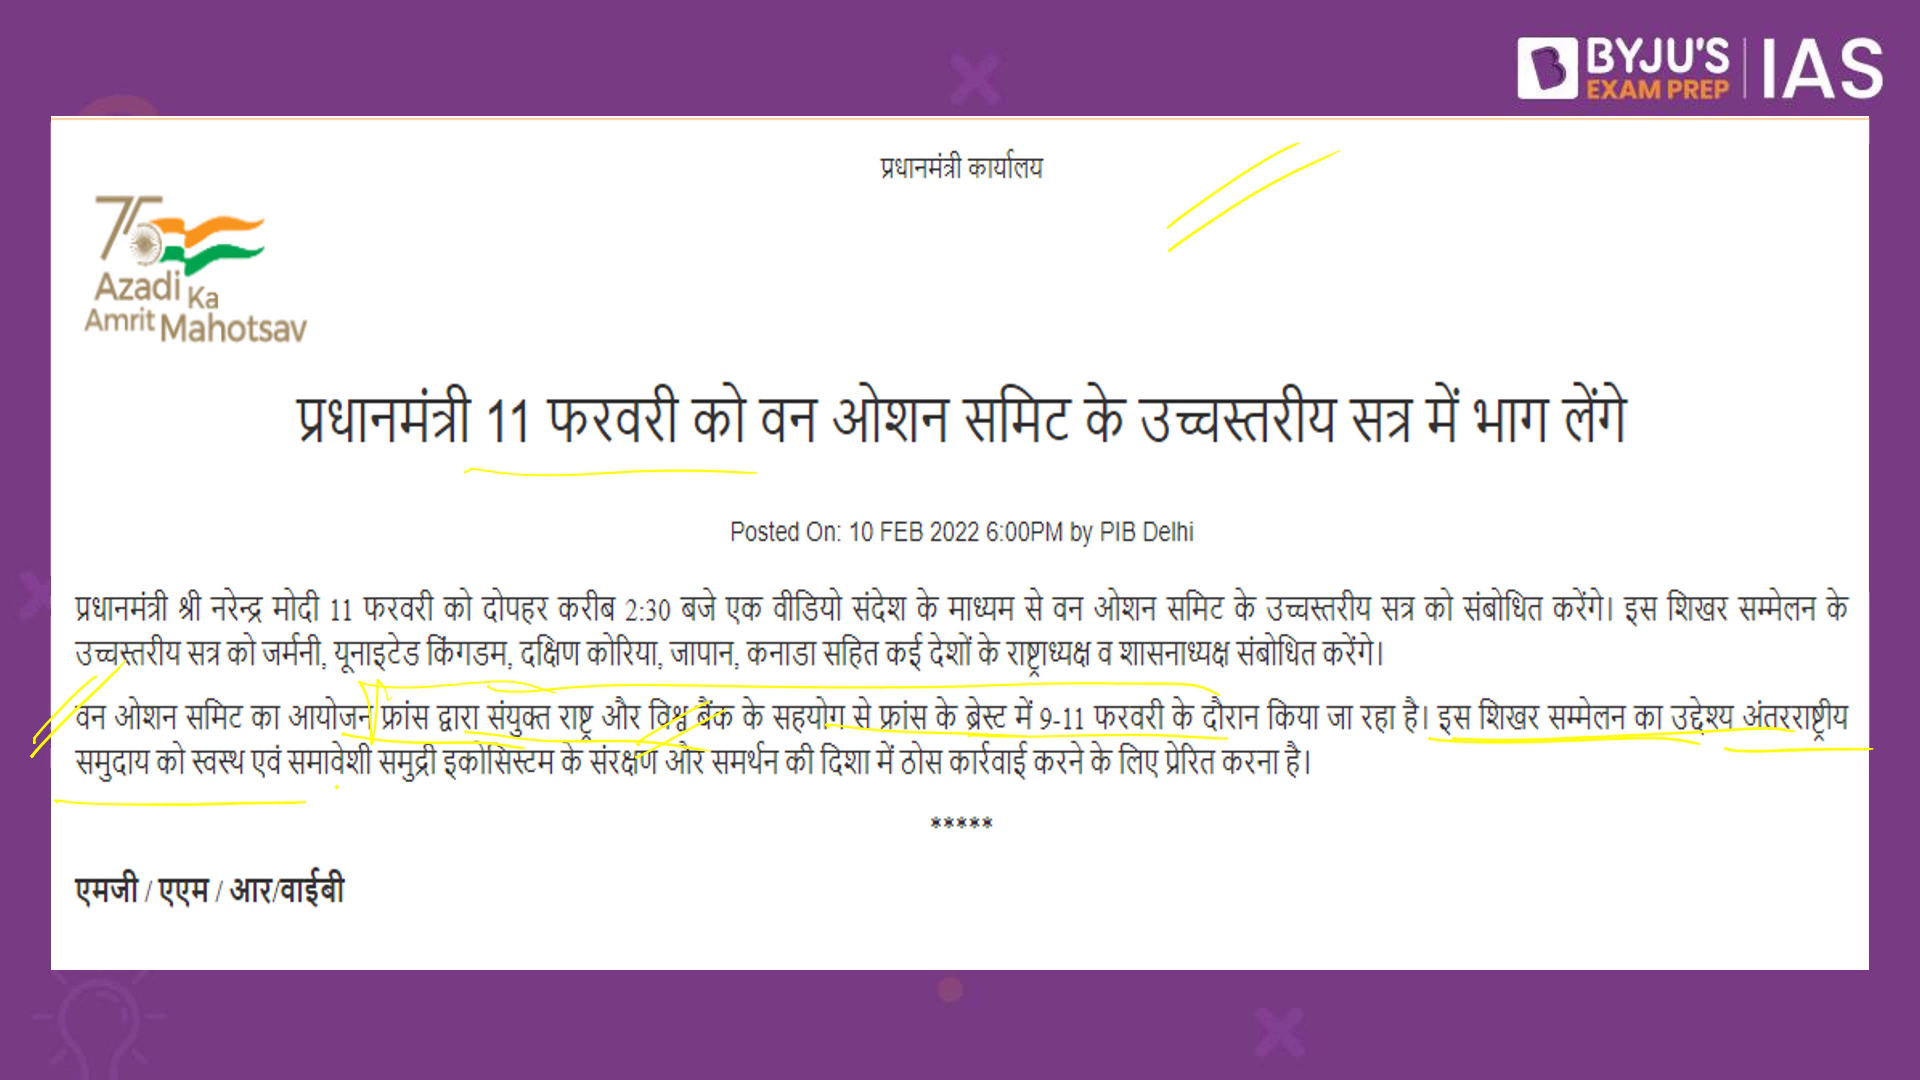 BYJU'S
EXAM PREP
IAS
प्रधानमंत्री कार्यालय
75
Azadi Ka
Amrit Mahotsav
प्रधानमंत्री 11 फरवरी को वन ओशन समिट के उच्चस्तरीय सत्र में भाग लेंगे
Posted On: 10 FEB 2022 6:00PM by PIB Delhi
प्रधानमंत्री श्री नरेन्द्र मोदी 11 फरवरी को दोपहर करीब 2:30 बजे एक वीडियो संदेश के माध्यम से वन ओशन समिट के उच्चस्तरीय सत्र को संबोधित करेंगे। इस शिखर सम्मेलन के
उच्चस्तरीय सत्र को जर्मनी, यूनाइटेड किंगडम, दक्षिण कोरिया, जापान, कनाडा सहित कई देशों के राष्ट्राध्यक्ष व शासनाध्यक्ष संबोधित करेंगे।
वन ओशन समिट का आयोजन फ्रांस द्वारा संयुक्त राष्ट्र और विश्व बैंक के सहयोग से फ्रांस के ब्रेस्ट में 9-11 फरवरी के दौरान किया जा रहा है। इस शिखर सम्मेलन का उद्देश्य अंतरराष्ट्रीय
समुदाय को स्वस्थ एवं समावेशी समुद्री इकोसिस्टम के संरक्षण और समर्थन की दिशा में ठोस कार्रवाई करने के लिए प्रेरित करना है।
*****
एमजी / एएम / आर/वाईबी